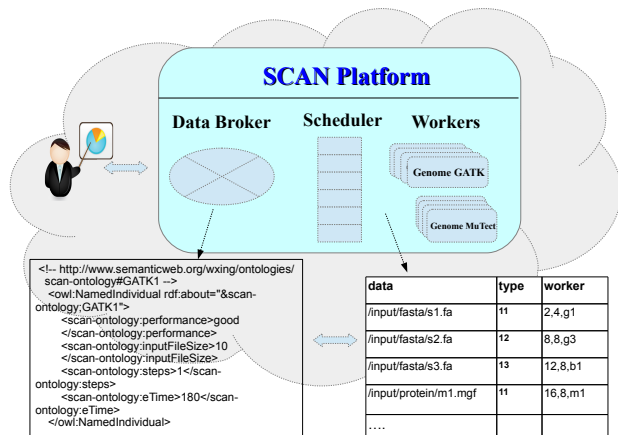 SCAN Platform
Data Broker
Scheduler
Workers
Genome GATK
Genome MuTect
<!-- http://www.semanticweb.org/wxing/ontologies/
scan-ontology#GATK1 -->
<owl:NamedIndividual rdf:about="&scan-
ontology;GATK1">
<scan-ontology:performance>good
</scan-ontology:performance>
<scan-ontology:inputFileSize>10
</scan-ontology:inputFileSize>
<scan-ontology:steps>1</scan-
ontology:steps>
<scan-ontology:eTime>180</scan-
ontology:eTime>
</owl:NamedIndividual>
data type worker
/input/fasta/s1.fa 11 2,4,g1
/input/fasta/s2.fa 12 8,8,g3
/input/fasta/s3.fa 13 12,8,b1
/input/protein/m1.mgf 11 16,8,m1
....